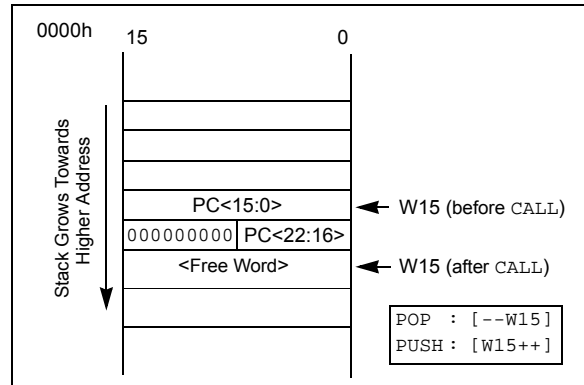 0000h
15 0
Stack Grows Towards
Higher Address
PC<15:0>
W15 (before CALL)
000000000 PC<22:16>
<Free Word>
W15 (after CALL)
POP : [--W15]
PUSH : [W15++]